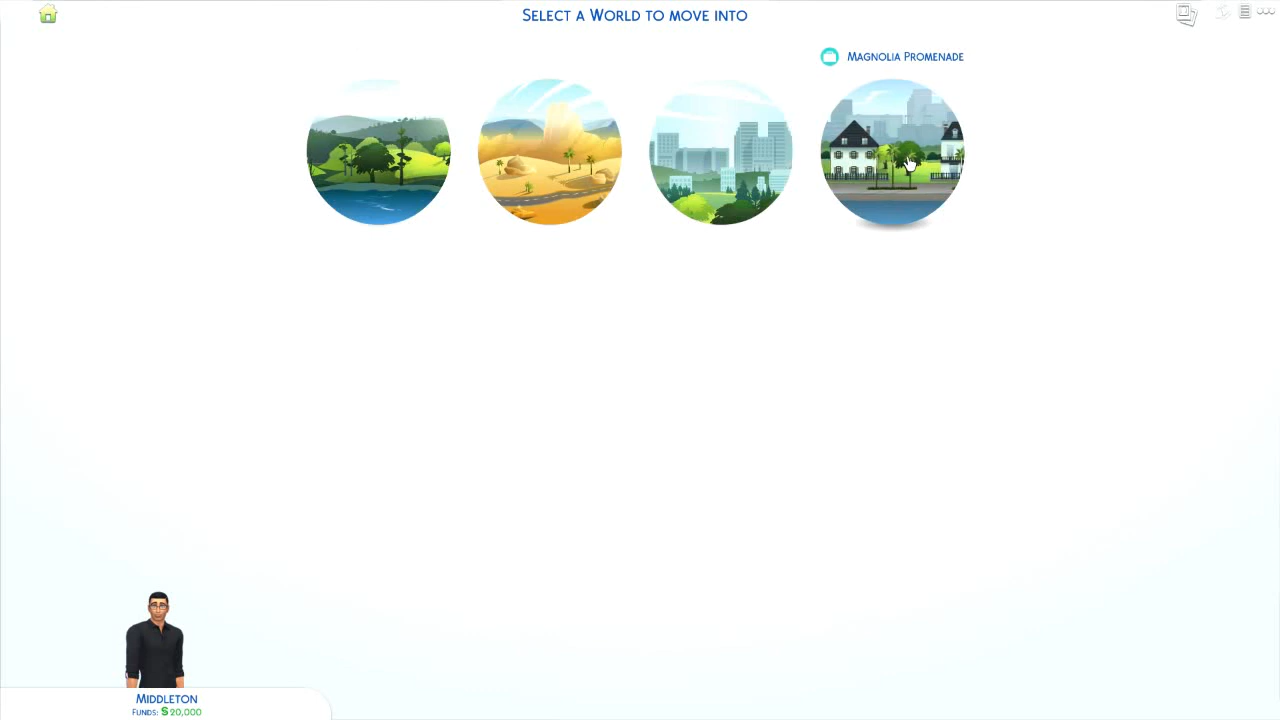 Select a World to move into
Magnolia Promenade
Middleton
Funds: §20,000